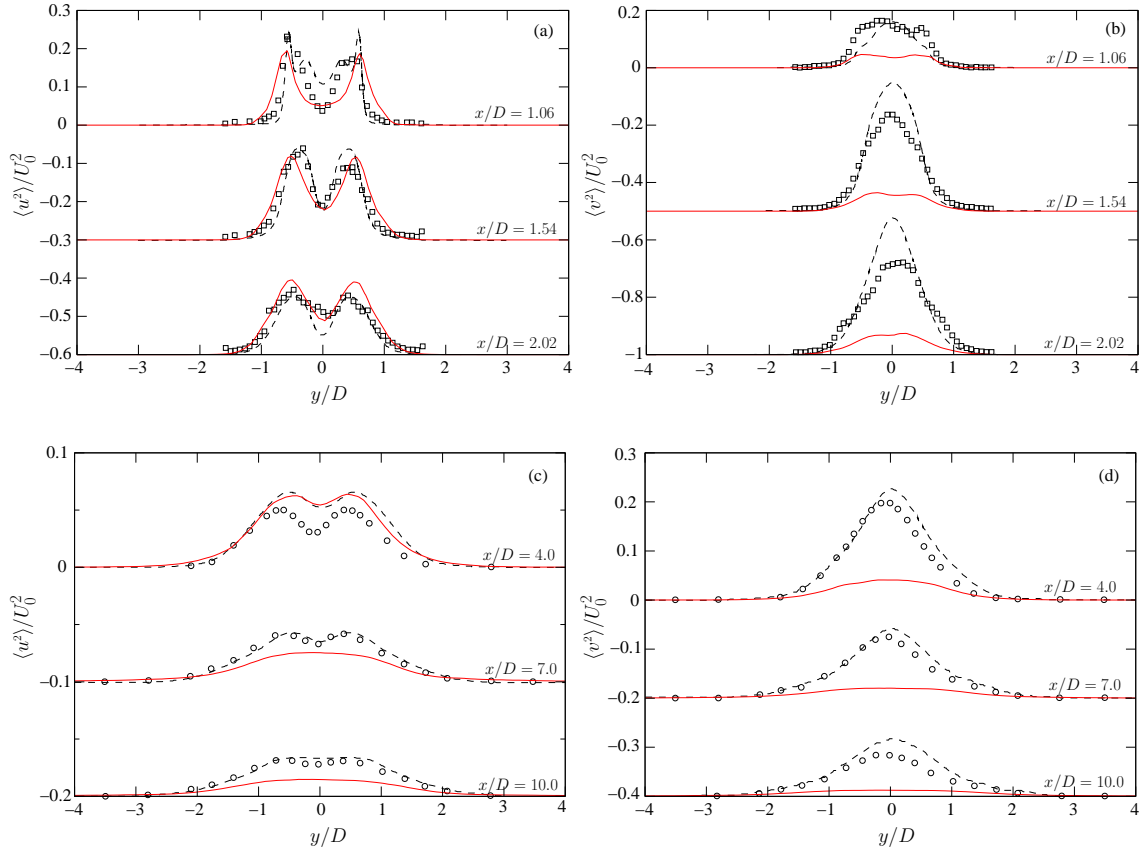 0.3
0.2
0.1
0
−0.1
−0.2
−0.3
−0.4
−0.5
−0.6
⟨u²⟩/U₀²
(a)
x/D = 1.06
x/D = 1.54
x/D = 2.02
−4 −3 −2 −1 0 1 2 3 4
y/D
0.2
0
−0.2
−0.4
−0.6
−0.8
−1
⟨v²⟩/U₀²
(b)
x/D = 1.06
x/D = 1.54
x/D = 2.02
−4 −3 −2 −1 0 1 2 3 4
y/D
0.1
0
−0.1
−0.2
⟨u²⟩/U₀²
(c)
x/D = 4.0
x/D = 7.0
x/D = 10.0
−4 −3 −2 −1 0 1 2 3 4
y/D
0.3
0.2
0.1
0
−0.2
−0.3
−0.4
⟨v²⟩/U₀²
(d)
x/D = 4.0
x/D = 7.0
x/D = 10.0
−4 −3 −2 −1 0 1 2 3 4
y/D